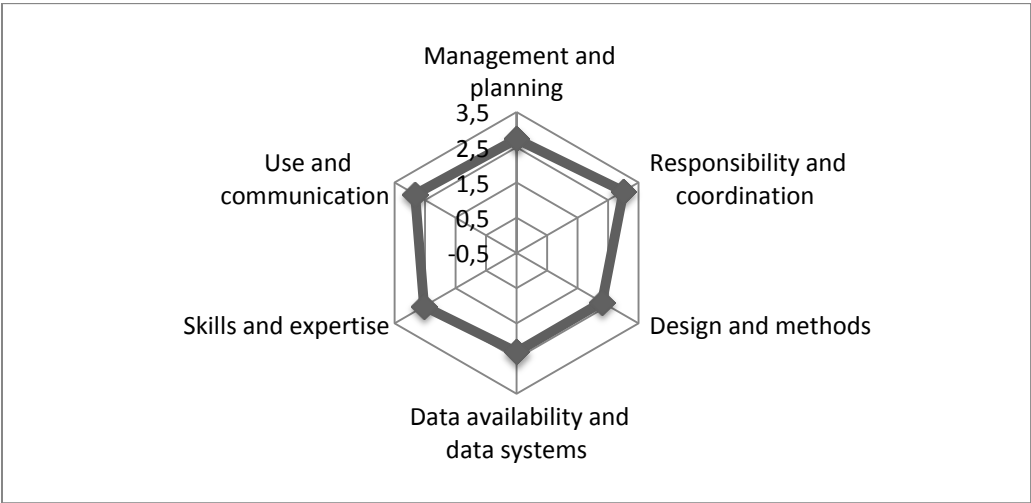 Management and
planning
3,5
2,5
1,5
0,5
-0,5
Responsibility and
coordination
Design and methods
Data availability and
data systems
Skills and expertise
Use and
communication